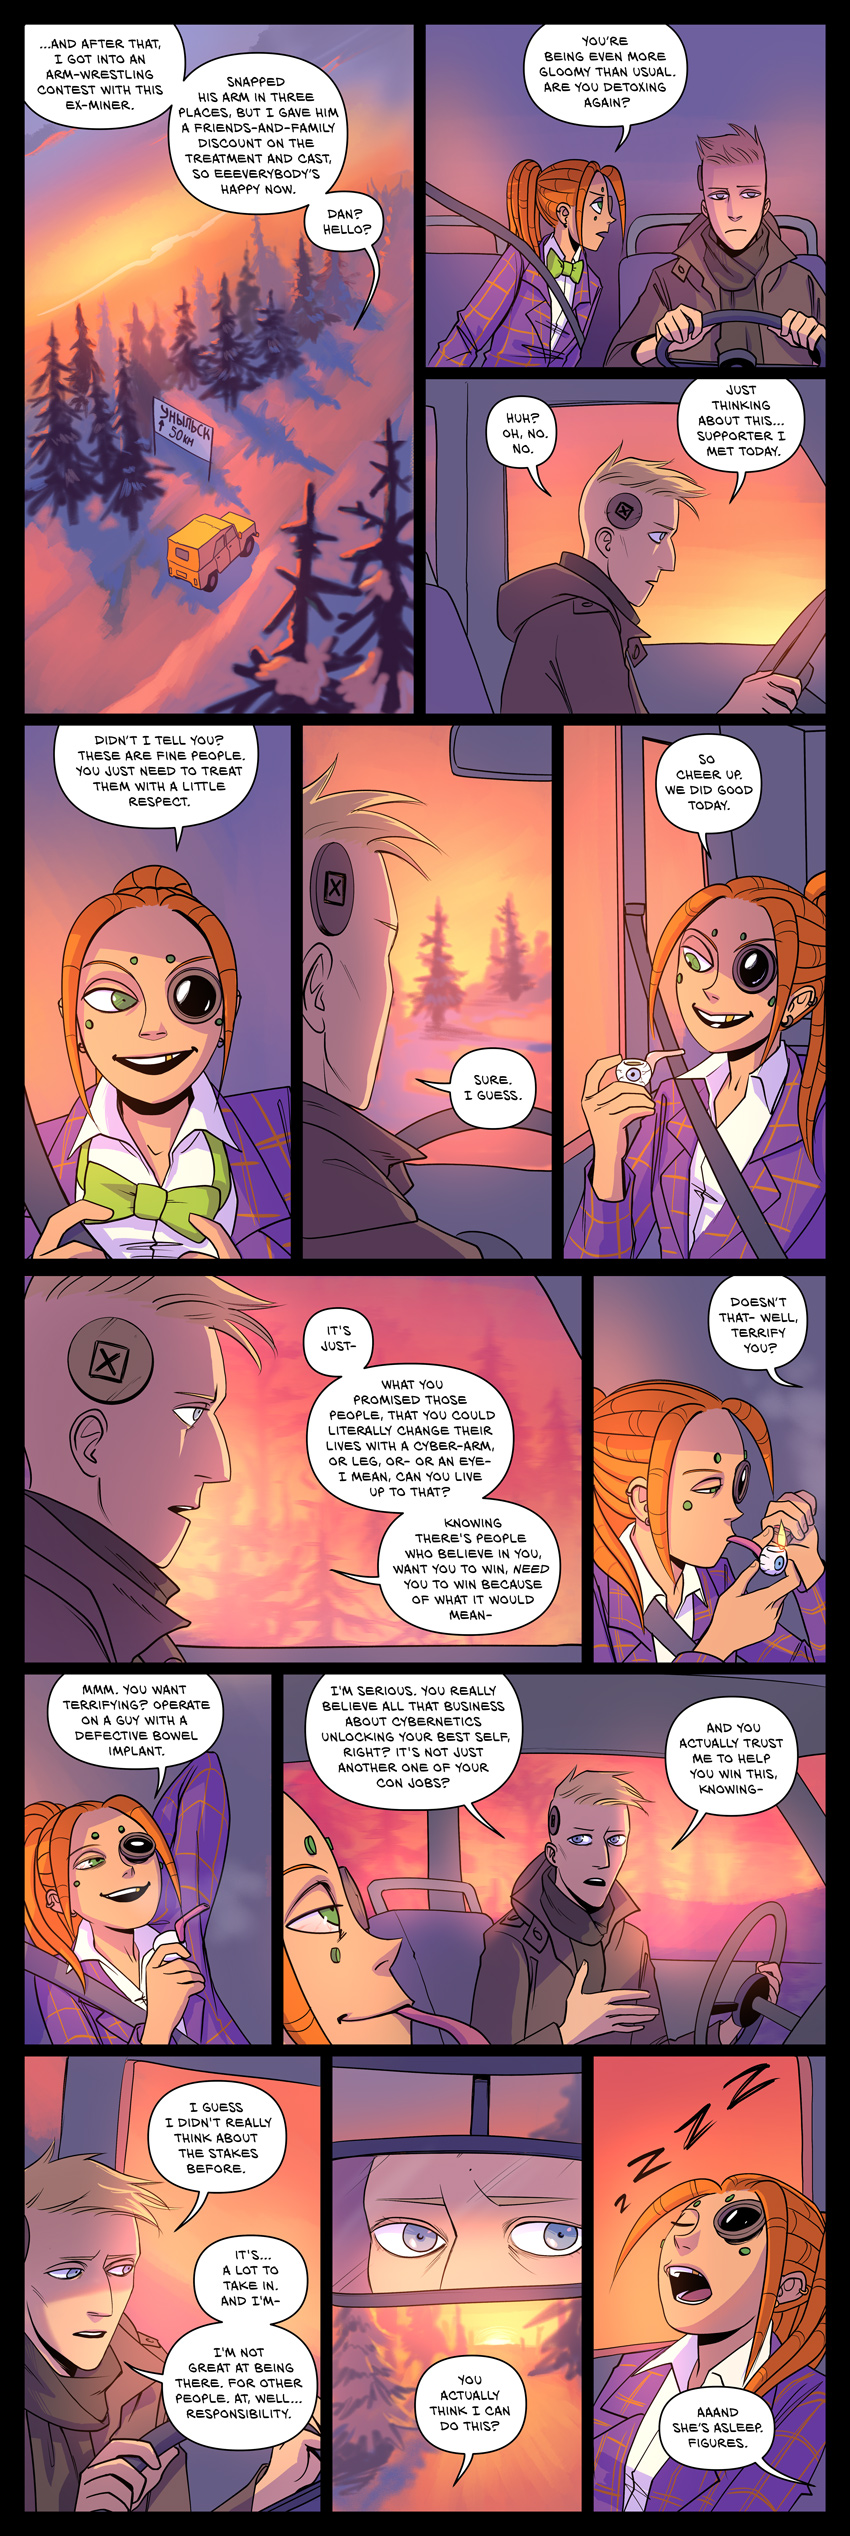 ...AND AFTER THAT,
I GOT INTO AN
ARM-WRESTLING
CONTEST WITH THIS
EX-MINER.
SNAPPED
HIS ARM IN THREE
PLACES, BUT I GAVE HIM
A FRIENDS-AND-FAMILY
DISCOUNT ON THE
TREATMENT AND CAST,
SO EEEVERYBODY'S
HAPPY NOW.
DAN?
HELLO?
УНЫЛЬСК
↑ 50 КМ
YOU'RE
BEING EVEN MORE
GLOOMY THAN USUAL.
ARE YOU DETOXING
AGAIN?
HUH?
OH, NO.
NO.
JUST
THINKING
ABOUT THIS...
SUPPORTER I
MET TODAY.
DIDN'T I TELL YOU?
THESE ARE FINE PEOPLE.
YOU JUST NEED TO TREAT
THEM WITH A LITTLE
RESPECT.
SURE.
I GUESS.
SO
CHEER UP.
WE DID GOOD
TODAY.
IT'S
JUST-
WHAT YOU
PROMISED THOSE
PEOPLE, THAT YOU COULD
LITERALLY CHANGE THEIR
LIVES WITH A CYBER-ARM,
OR LEG, OR- OR AN EYE-
I MEAN, CAN YOU LIVE
UP TO THAT?
KNOWING
THERE'S PEOPLE
WHO BELIEVE IN YOU,
WANT YOU TO WIN, NEED
YOU TO WIN BECAUSE
OF WHAT IT WOULD
MEAN-
DOESN'T
THAT- WELL,
TERRIFY
YOU?
MMM. YOU WANT
TERRIFYING? OPERATE
ON A GUY WITH A
DEFECTIVE BOWEL
IMPLANT.
I'M SERIOUS. YOU REALLY
BELIEVE ALL THAT BUSINESS
ABOUT CYBERNETICS
UNLOCKING YOUR BEST SELF,
RIGHT? IT'S NOT JUST
ANOTHER ONE OF YOUR
CON JOBS?
AND YOU
ACTUALLY TRUST
ME TO HELP
YOU WIN THIS,
KNOWING-
I GUESS
I DIDN'T REALLY
THINK ABOUT
THE STAKES
BEFORE.
IT'S...
A LOT TO
TAKE IN.
AND I'M-
I'M NOT
GREAT AT BEING
THERE. FOR OTHER
PEOPLE. AT, WELL...
RESPONSIBILITY.
YOU
ACTUALLY
THINK I CAN
DO THIS?
z z Z Z Z
AAAND
SHE'S ASLEEP.
FIGURES.